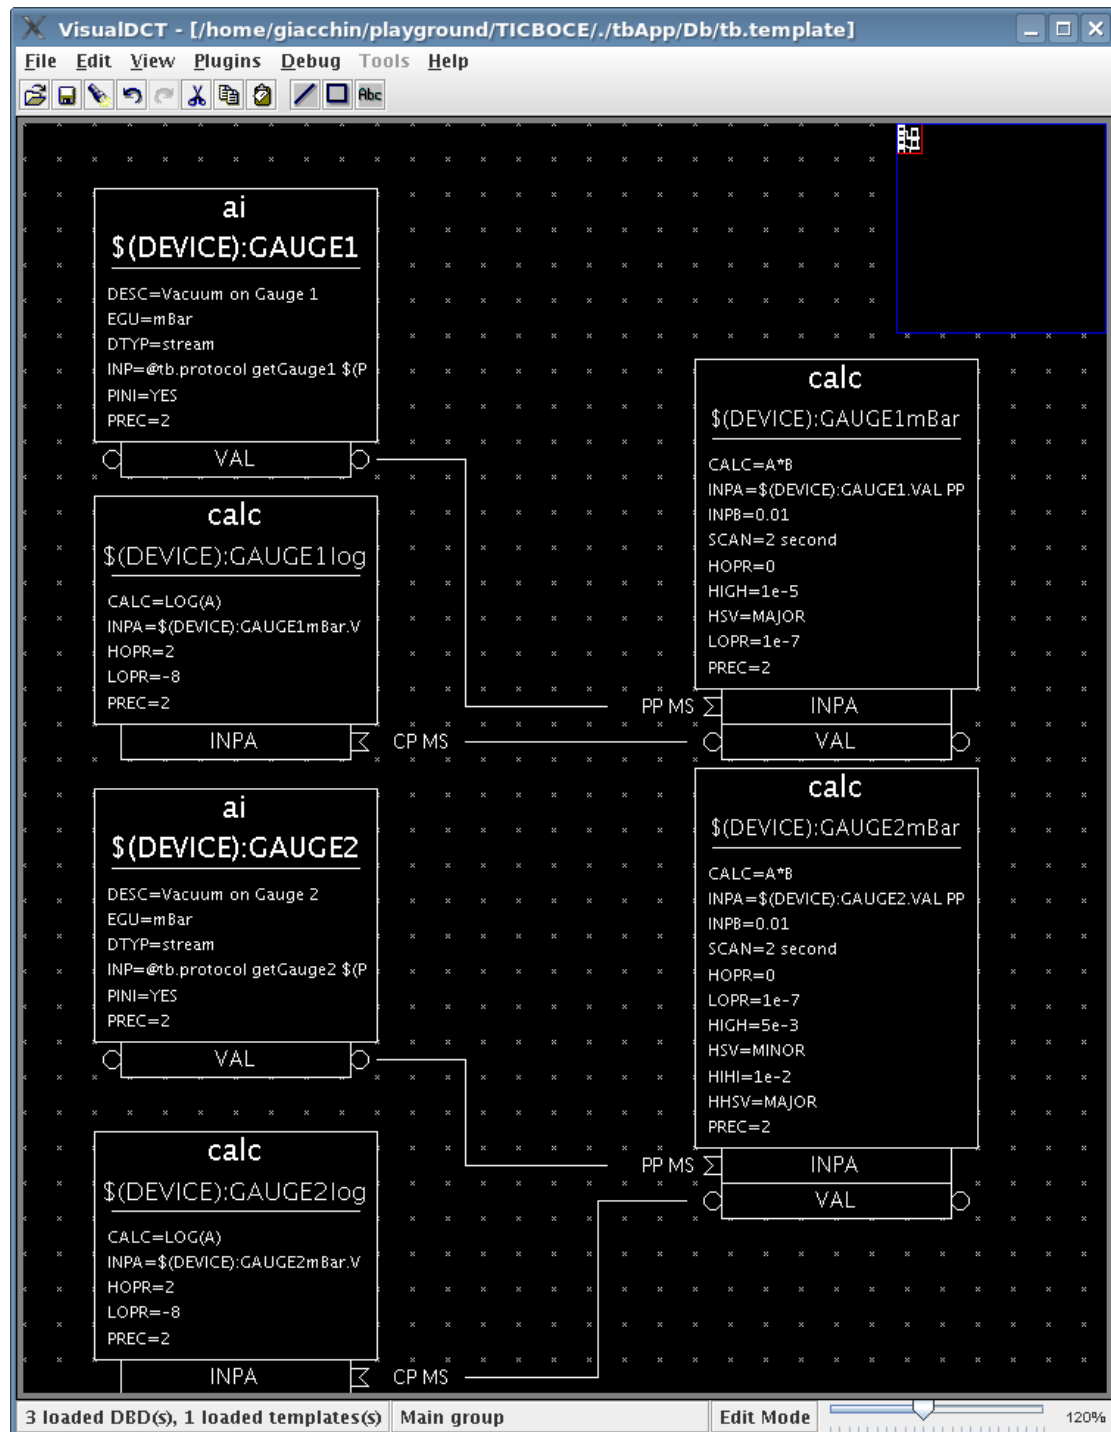 VisualDCT - [/home/giacchin/playground/TICBOCE/./tbApp/Db/tb.template]
File Edit View Plugins Debug Tools Help
Abc
ai
$(DEVICE):GAUGE1
DESC=Vacuum on Gauge 1
EGU=mBar
DTYP=stream
INP=@tb.protocol getGauge1 $(P
PINI=YES
PREC=2
VAL
calc
$(DEVICE):GAUGE1mBar
CALC=A*B
INPA=$(DEVICE):GAUGE1.VAL PP
INPB=0.01
SCAN=2 second
HOPR=0
HIGH=1e-5
HSV=MAJOR
LOPR=1e-7
PREC=2
PP MS
INPA
VAL
calc
$(DEVICE):GAUGE1log
CALC=LOG(A)
INPA=$(DEVICE):GAUGE1mBar.V
HOPR=2
LOPR=-8
PREC=2
INPA
CP MS
ai
$(DEVICE):GAUGE2
DESC=Vacuum on Gauge 2
EGU=mBar
DTYP=stream
INP=@tb.protocol getGauge2 $(P
PINI=YES
PREC=2
VAL
calc
$(DEVICE):GAUGE2mBar
CALC=A*B
INPA=$(DEVICE):GAUGE2.VAL PP
INPB=0.01
SCAN=2 second
HOPR=0
LOPR=1e-7
HIGH=5e-3
HSV=MINOR
HIHI=1e-2
HHSV=MAJOR
PREC=2
PP MS
INPA
VAL
calc
$(DEVICE):GAUGE2log
CALC=LOG(A)
INPA=$(DEVICE):GAUGE2mBar.V
HOPR=2
LOPR=-8
PREC=2
INPA
CP MS
3 loaded DBD(s), 1 loaded templates(s) Main group Edit Mode 120%